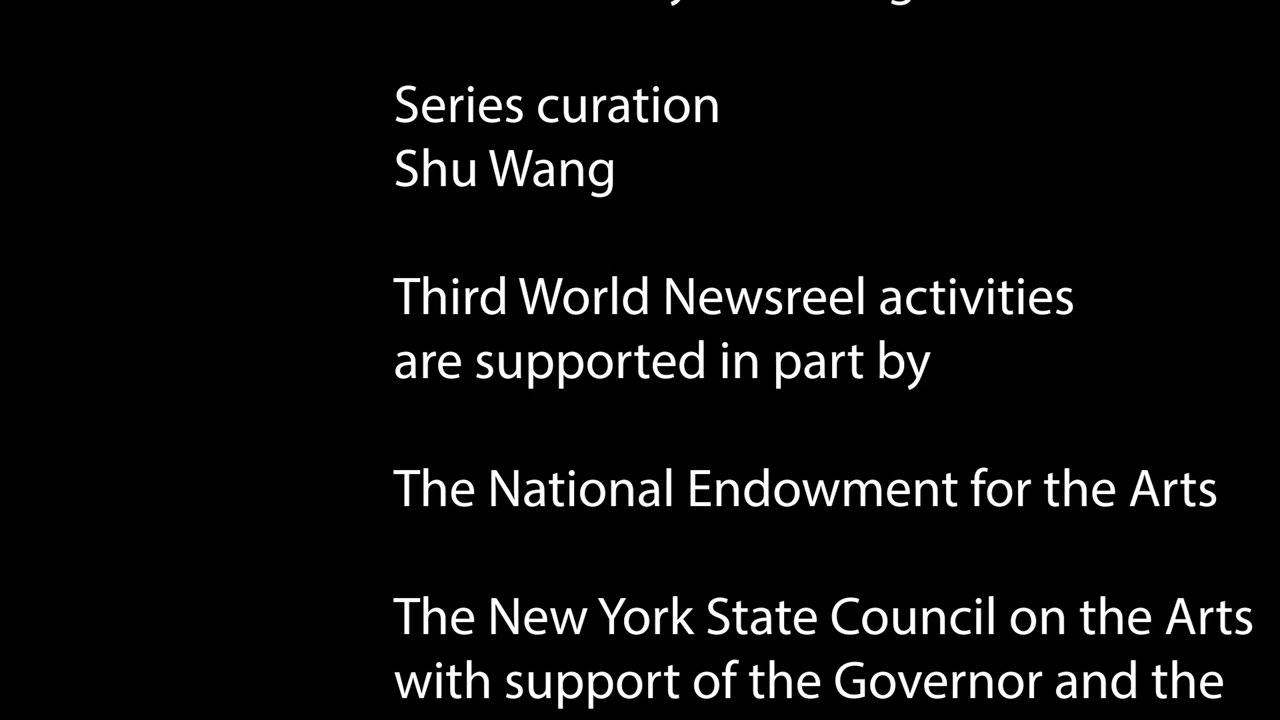 Series curation
Shu Wang
Third World Newsreel activities
are supported in part by
The National Endowment for the Arts
The New York State Council on the Arts
with support of the Governor and the